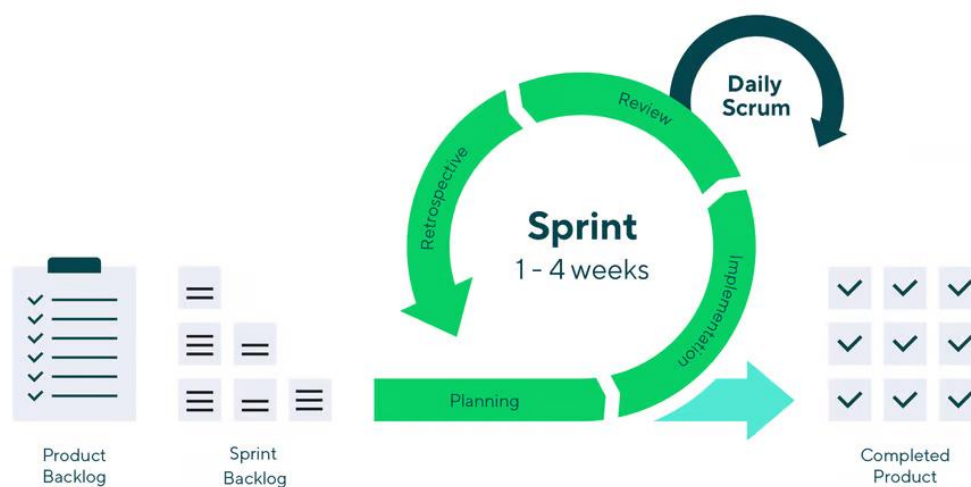 Product
Backlog
Sprint
Backlog
Planning
Implementation
Review
Retrospective
Sprint
1 - 4 weeks
Daily
Scrum
Completed
Product